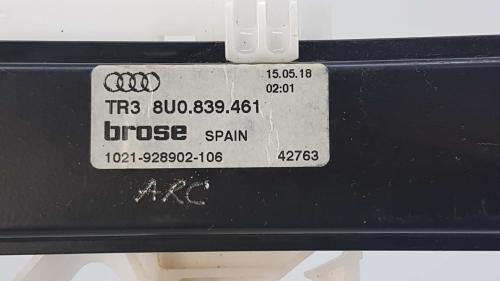 15.05.18
02:01
TR3 8U0.839.461
brose SPAIN
1021-928902-106 42763
ARC